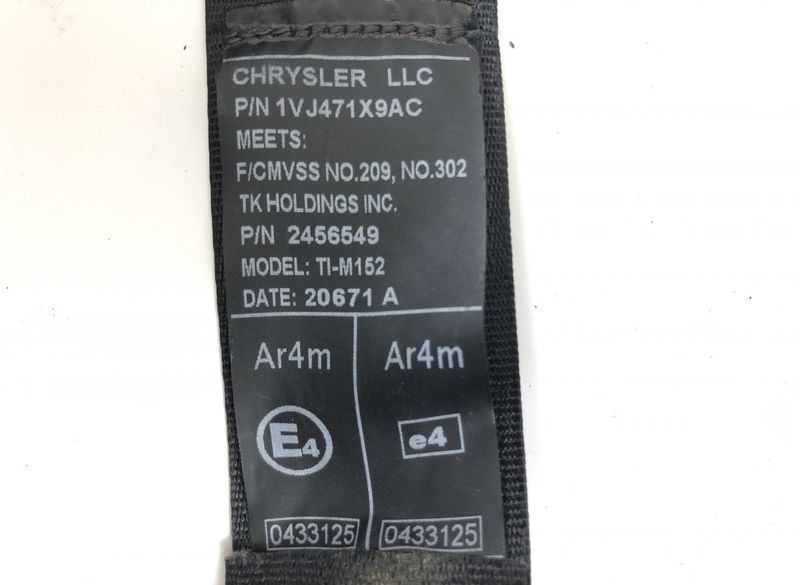 CHRYSLER LLC
P/N 1VJ471X9AC
MEETS:
F/CMVSS NO.209, NO.302
TK HOLDINGS INC.
P/N 2456549
MODEL: TI-M152
DATE: 20671 A
Ar4m Ar4m
E4 e4
0433125 0433125